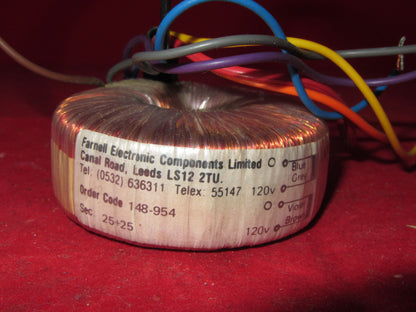 Farnell Electronic Components Limited
Canal Road, Leeds LS12 2TU.
Tel: (0532) 636311 Telex: 55147
Order Code 148-954
Sec 25+25
Blue
120v Grey
Violet
120v Brown